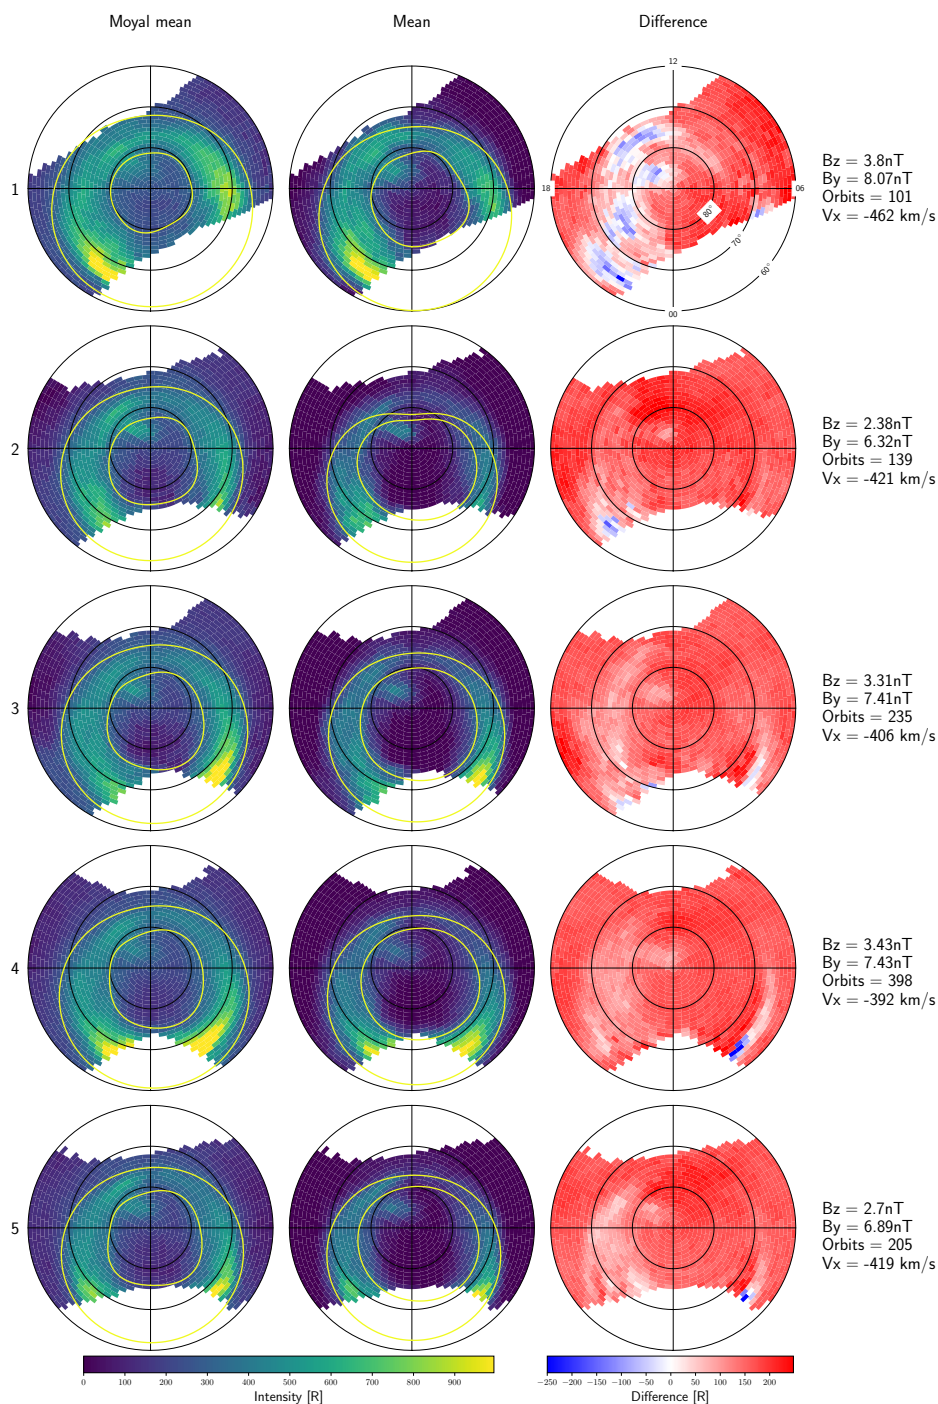 Moyal mean
Mean
Difference
12
1
18
06
80°
70°
60°
00
Bz = 3.8nT
By = 8.07nT
Orbits = 101
Vx = -462 km/s
2
Bz = 2.38nT
By = 6.32nT
Orbits = 139
Vx = -421 km/s
3
Bz = 3.31nT
By = 7.41nT
Orbits = 235
Vx = -406 km/s
4
Bz = 3.43nT
By = 7.43nT
Orbits = 398
Vx = -392 km/s
5
Bz = 2.7nT
By = 6.89nT
Orbits = 205
Vx = -419 km/s
0 100 200 300 400 500 600 700 800 900
Intensity [R]
−250 −200 −150 −100 −50 0 50 100 150 200
Difference [R]